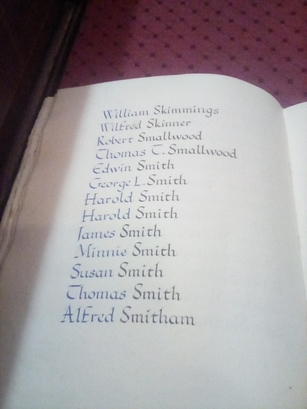 William Skimmings
Wilfred Skinner
Robert Smallwood
Thomas C. Smallwood
Edwin Smith
George L. Smith
Harold Smith
Harold Smith
James Smith
Minnie Smith
Susan Smith
Thomas Smith
Alfred Smitham